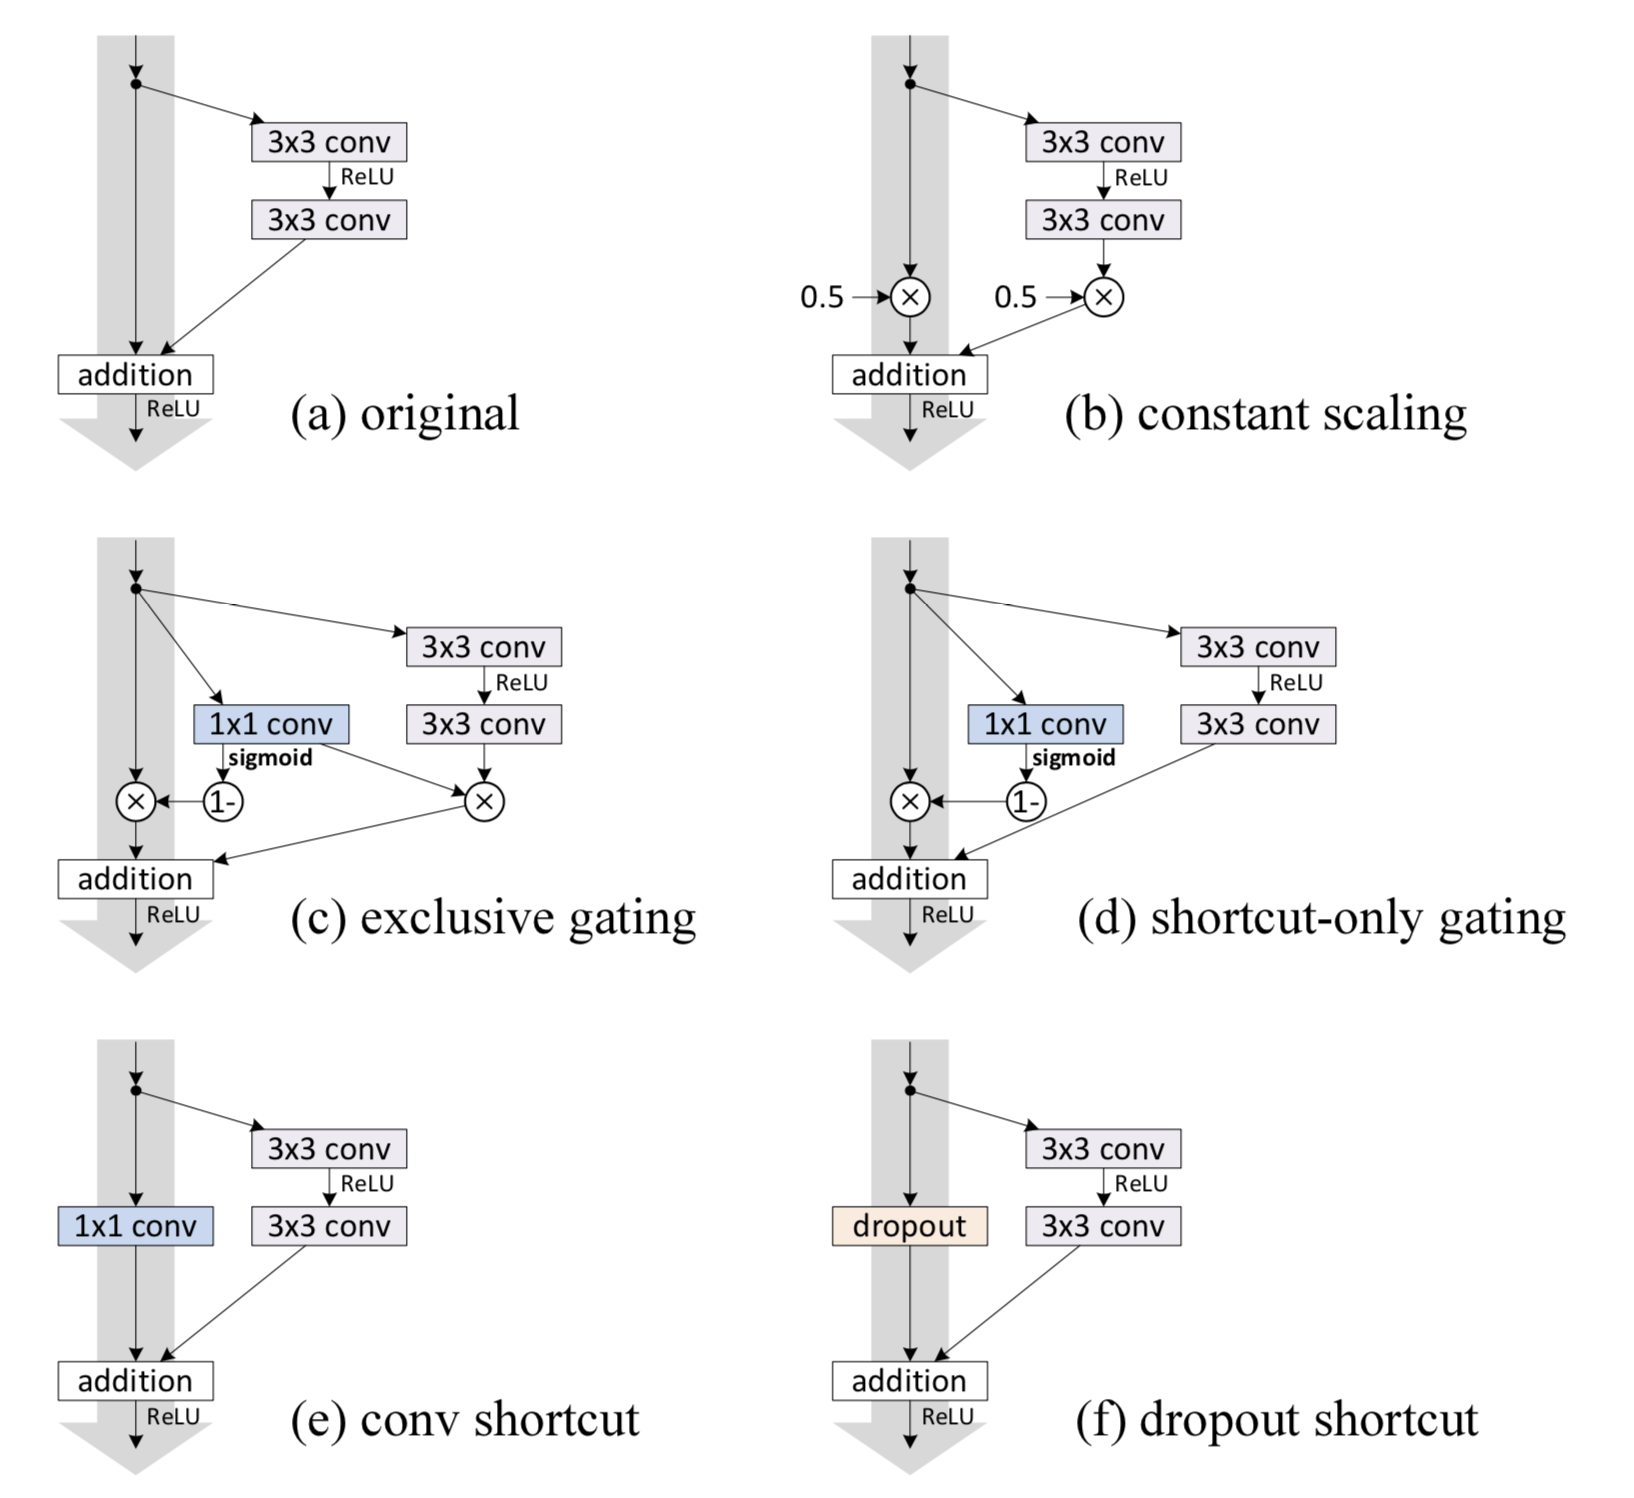 3x3 conv
ReLU
3x3 conv
addition
ReLU
(a) original
3x3 conv
ReLU
3x3 conv
0.5
×
0.5
×
addition
ReLU
(b) constant scaling
3x3 conv
ReLU
1x1 conv
3x3 conv
sigmoid
×
1-
×
addition
ReLU
(c) exclusive gating
3x3 conv
ReLU
1x1 conv
3x3 conv
sigmoid
×
1-
addition
ReLU
(d) shortcut-only gating
3x3 conv
ReLU
1x1 conv
3x3 conv
addition
ReLU
(e) conv shortcut
3x3 conv
ReLU
dropout
3x3 conv
addition
ReLU
(f) dropout shortcut